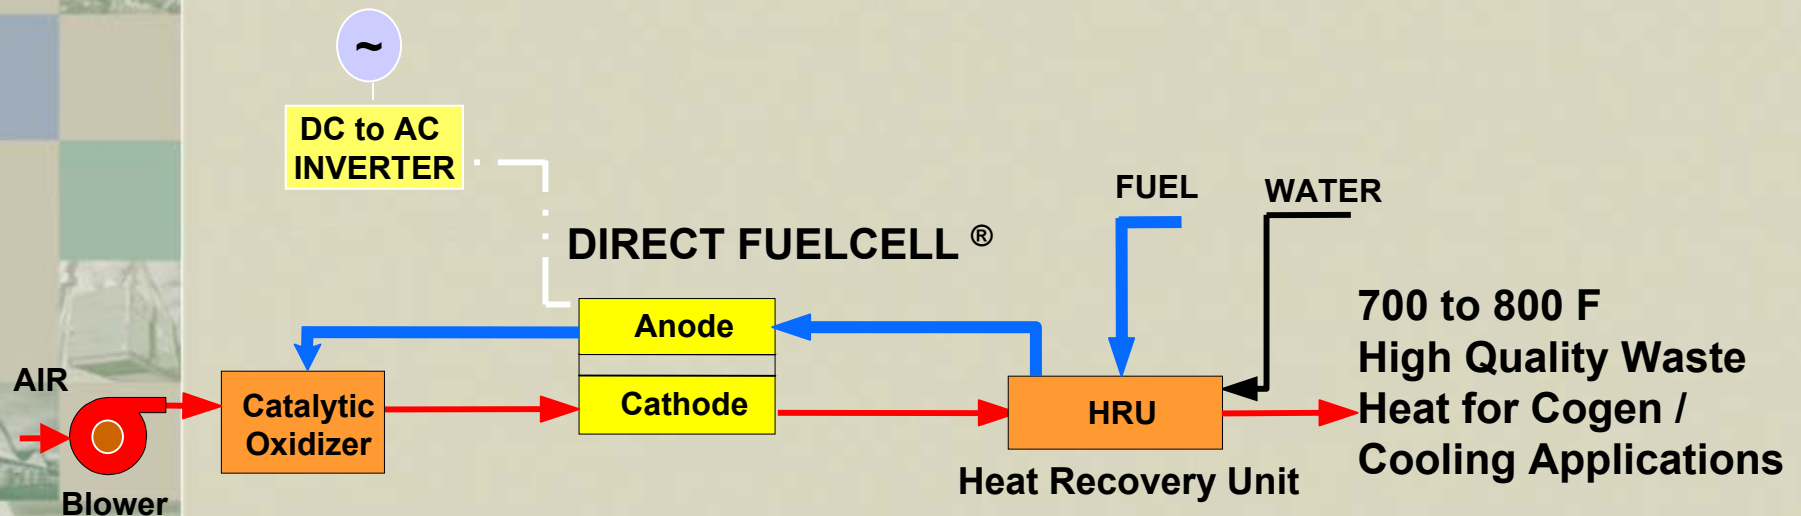 ~
DC to AC
INVERTER
FUEL
WATER
DIRECT FUELCELL ®
700 to 800 F
High Quality Waste
Heat for Cogen /
Cooling Applications
Anode
Cathode
AIR
Catalytic
Oxidizer
HRU
Heat Recovery Unit
Blower